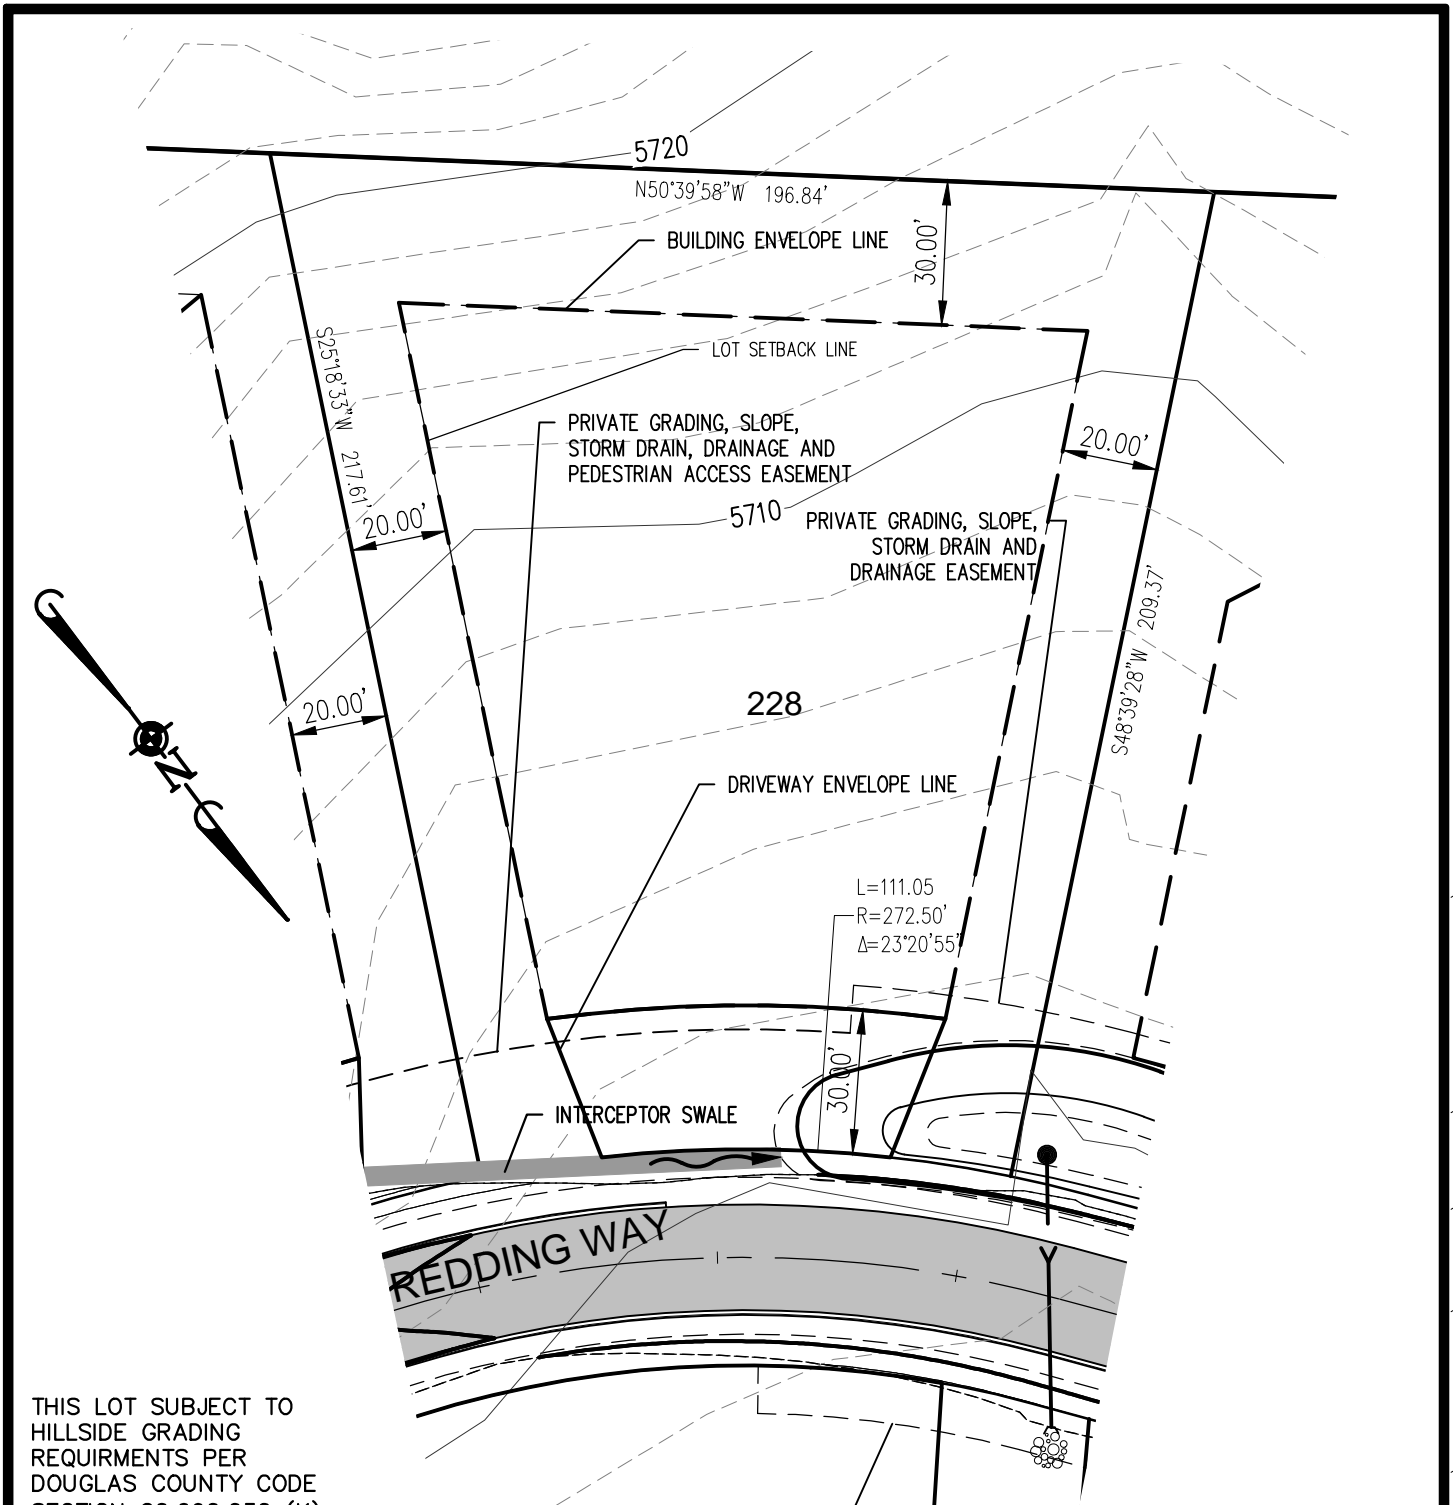 5720
N50°39'58"W 196.84'
BUILDING ENVELOPE LINE
30.00'
LOT SETBACK LINE
S25°18'33"W 217.61'
PRIVATE GRADING, SLOPE,
STORM DRAIN, DRAINAGE AND
PEDESTRIAN ACCESS EASEMENT
20.00'
20.00'
5710
PRIVATE GRADING, SLOPE,
STORM DRAIN AND
DRAINAGE EASEMENT
S48°39'28"W 209.37'
20.00'
228
N
DRIVEWAY ENVELOPE LINE
L=111.05
R=272.50'
Δ=23°20'55"
30.00'
INTERCEPTOR SWALE
REDDING WAY
THIS LOT SUBJECT TO
HILLSIDE GRADING
REQUIRMENTS PER
DOUGLAS COUNTY CODE
SECTION